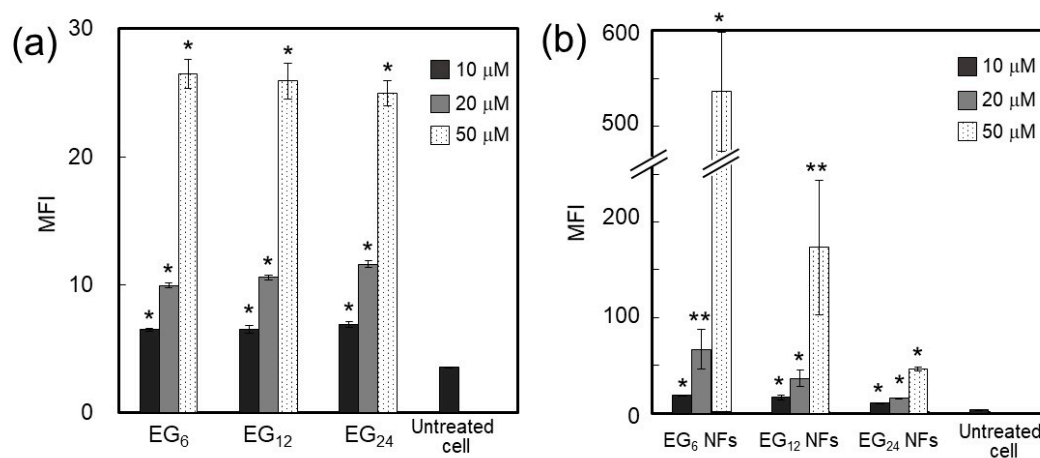 (a)
30
20
10
0
MFI
*
*
*
*
*
*
*
*
*
10 μM
20 μM
50 μM
EG₆
EG₁₂
EG₂₄
Untreated
cell
(b)
600
500
200
100
0
MFI
*
**
*
*
*
**
*
*
*
10 μM
20 μM
50 μM
EG₆ NFs
EG₁₂ NFs
EG₂₄ NFs
Untreated
cell